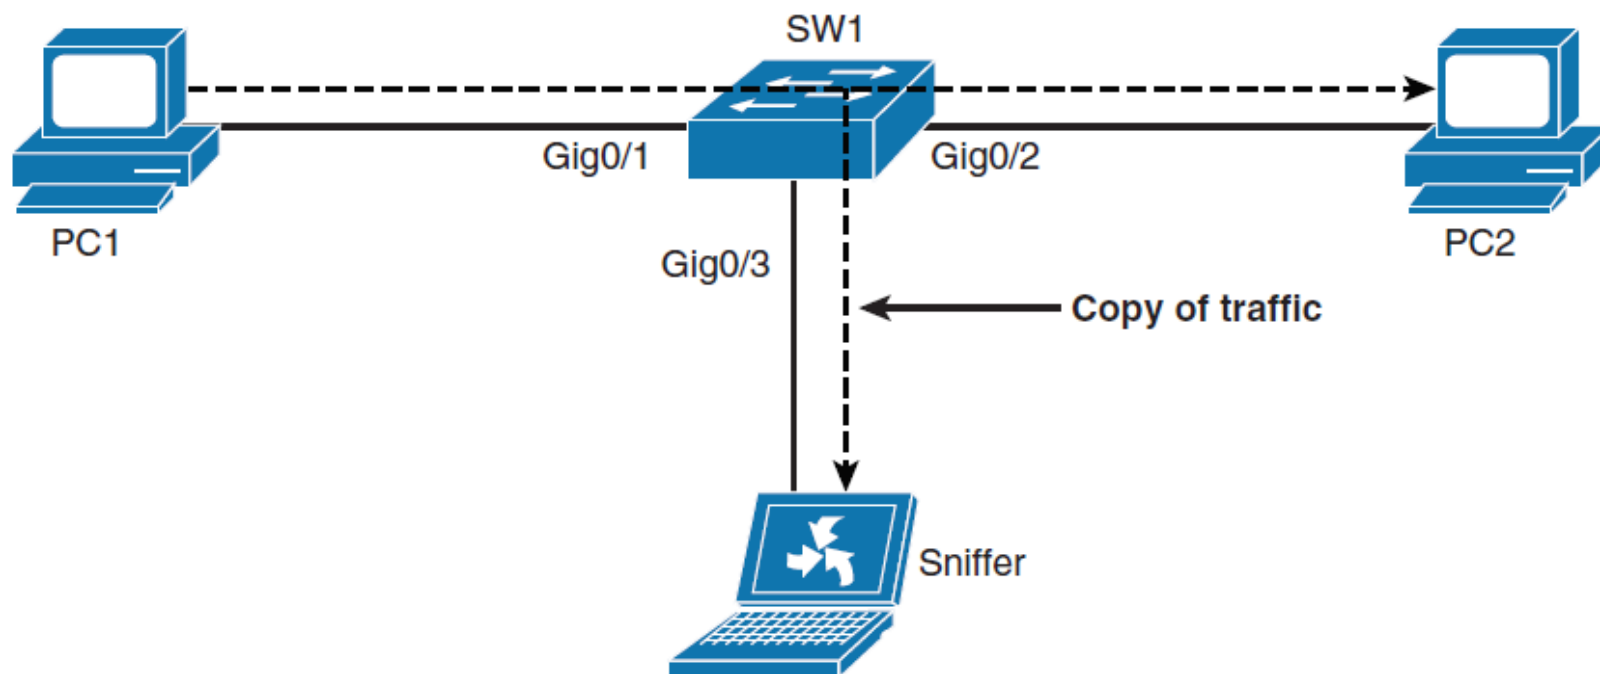 SW1
Gig0/1
Gig0/2
PC1
PC2
Gig0/3
Copy of traffic
Sniffer